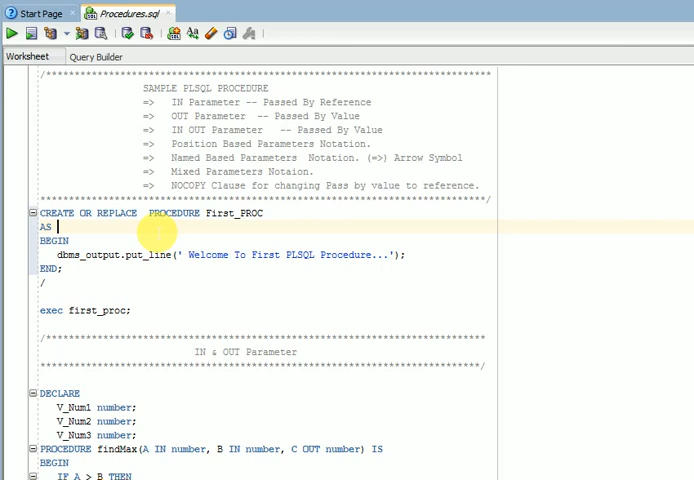 Start Page
Procedures.sql
Worksheet
Query Builder
/******************************************************************************
SAMPLE PLSQL PROCEDURE
=> IN Parameter -- Passed By Reference
=> OUT Parameter -- Passed By Value
=> IN OUT Parameter -- Passed By Value
=> Position Based Parameters Notation.
=> Named Based Parameters Notation. (=>) Arrow Symbol
=> Mixed Parameters Notaion.
=> NOCOPY Clause for changing Pass by value to reference.
******************************************************************************/
CREATE OR REPLACE PROCEDURE First_PROC
AS
BEGIN
dbms_output.put_line(' Welcome To First PLSQL Procedure...');
END;
/
exec first_proc;
/*****************************************************************************
IN & OUT Parameter
*****************************************************************************/
DECLARE
V_Num1 number;
V_Num2 number;
V_Num3 number;
PROCEDURE findMax(A IN number, B IN number, C OUT number) IS
BEGIN
IF A > B THEN